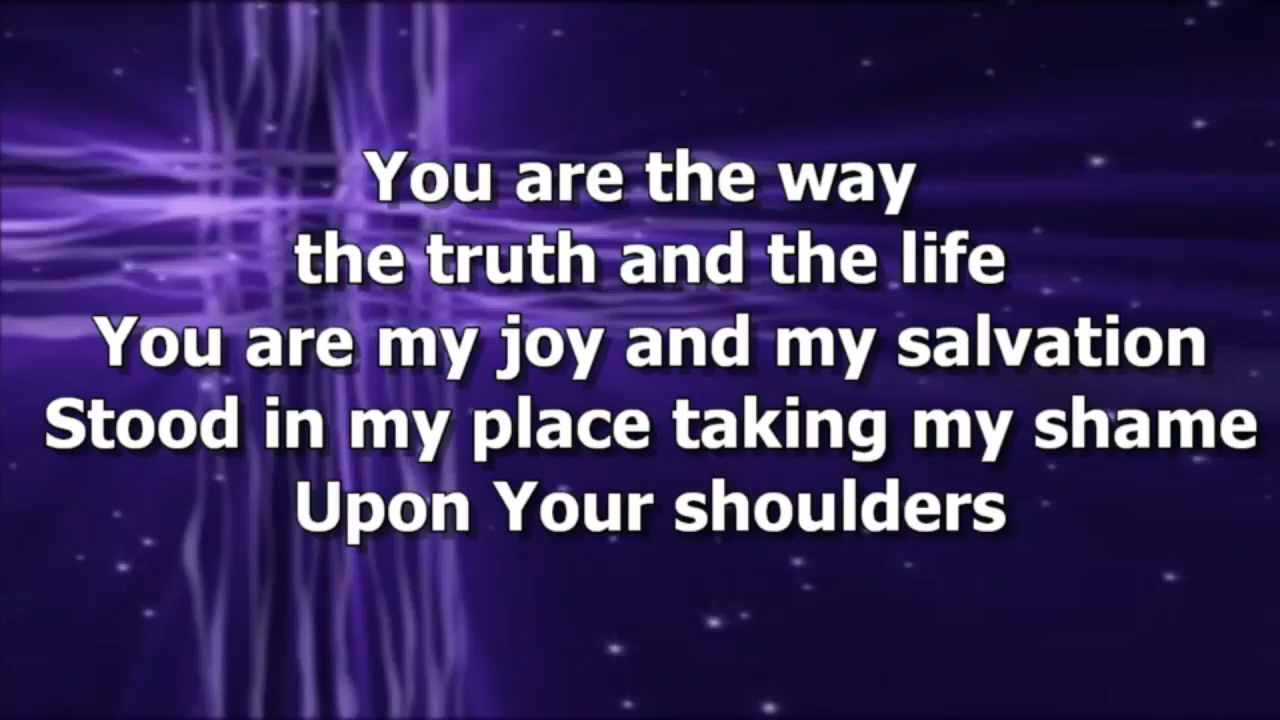 You are the way
the truth and the life
You are my joy and my salvation
Stood in my place taking my shame
Upon Your shoulders